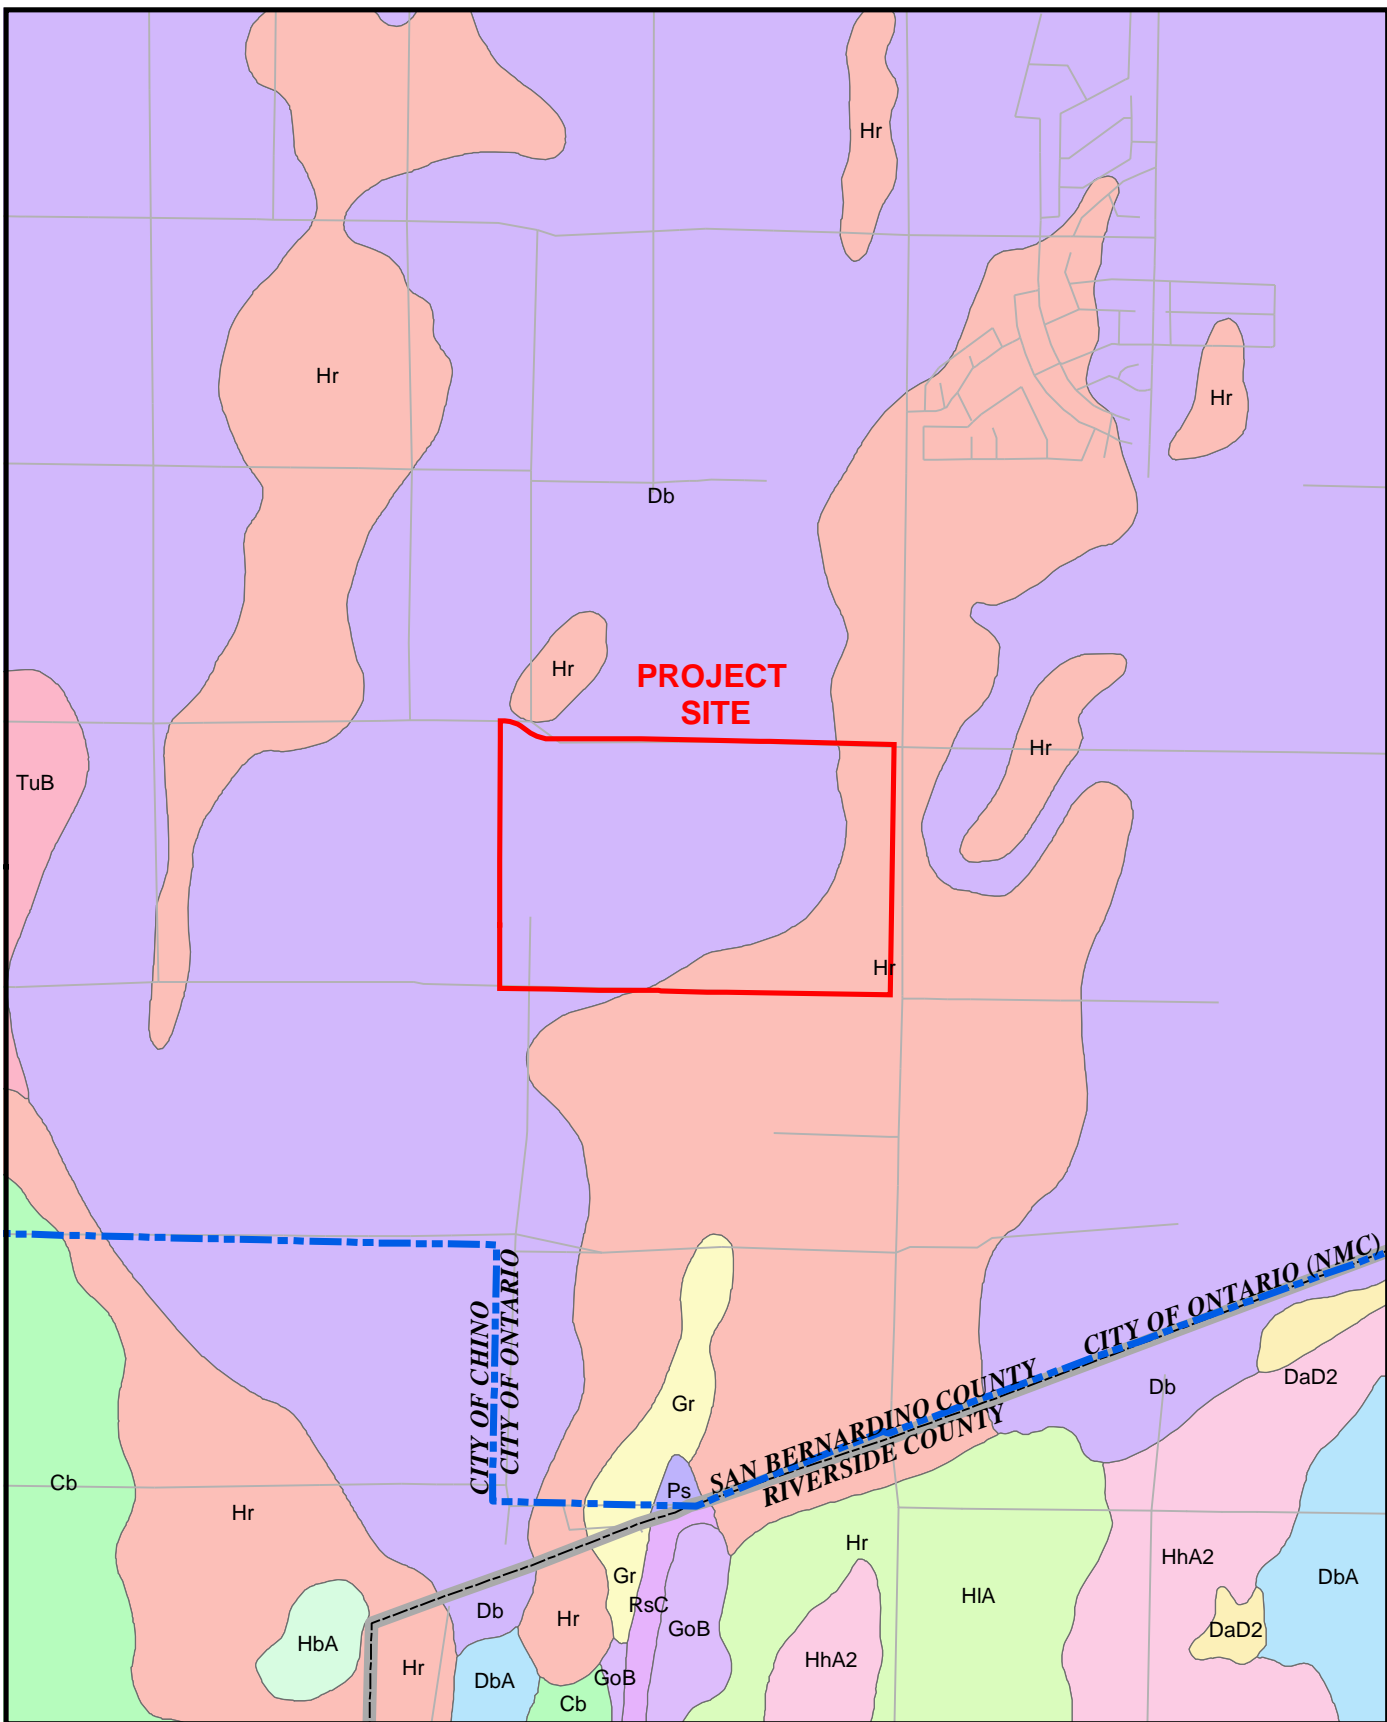 Hr
Hr
Hr
Db
Hr
PROJECT
SITE
Hr
TuB
Hr
CITY OF ONTARIO (NMC)
CITY OF CHINO
CITY OF ONTARIO
SAN BERNARDINO COUNTY
RIVERSIDE COUNTY
DaD2
Db
Gr
Cb
Ps
Hr
Hr
HhA2
Gr
DbA
HlA
RsC
Db
Hr
GoB
DaD2
HbA
HhA2
Hr
GoB
DbA
Cb